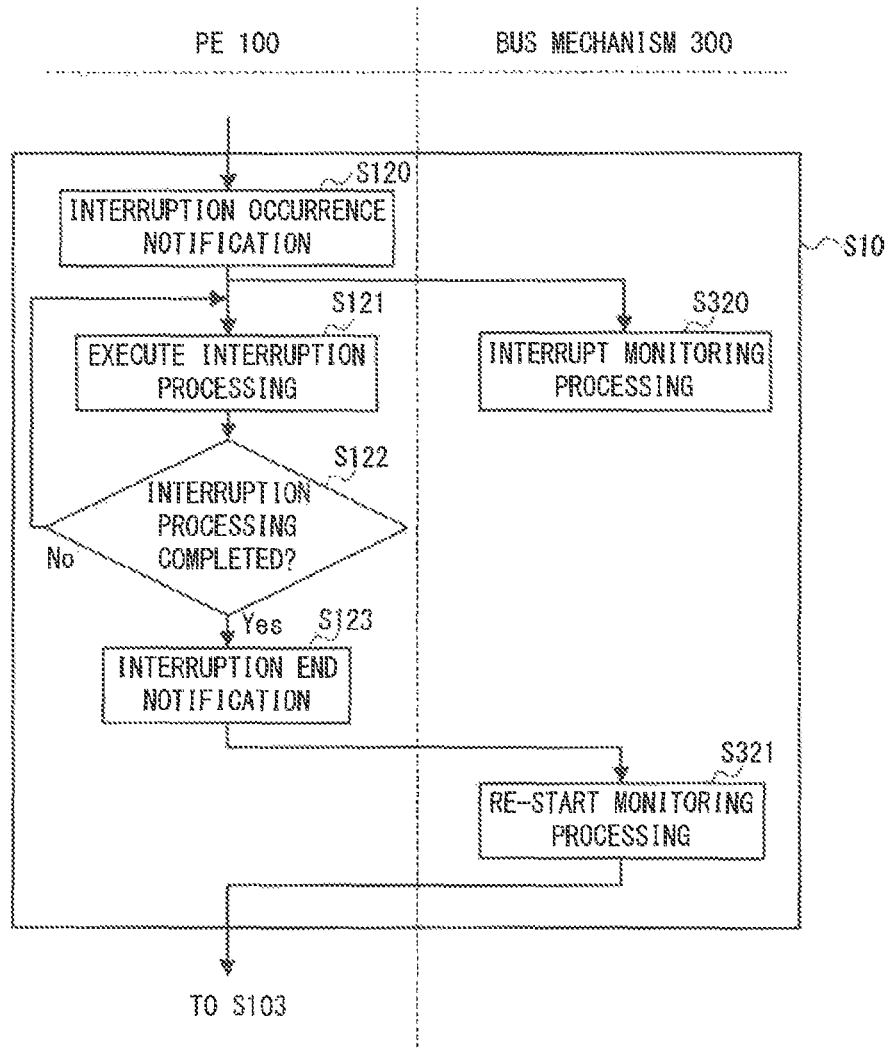 PE 100
BUS MECHANISM 300
S120
INTERRUPTION OCCURRENCE
NOTIFICATION
S10
S121
EXECUTE INTERRUPTION
PROCESSING
S320
INTERRUPT MONITORING
PROCESSING
S122
INTERRUPTION
PROCESSING
COMPLETED?
No
Yes
S123
INTERRUPTION END
NOTIFICATION
S321
RE-START MONITORING
PROCESSING
TO S103